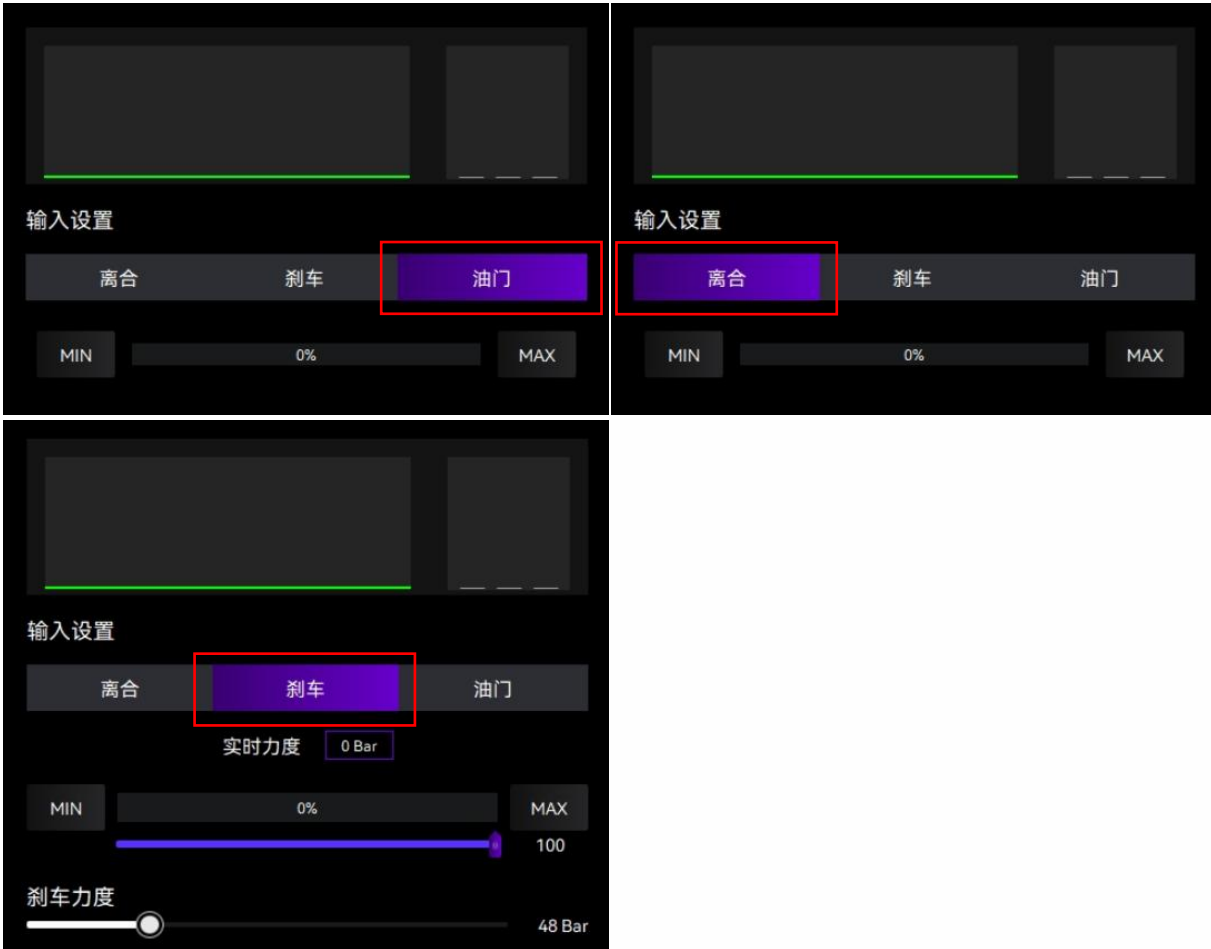 输入设置
离合 刹车 油门
MIN 0% MAX
输入设置
离合 刹车 油门
MIN 0% MAX
输入设置
离合 刹车 油门
实时力度 0 Bar
MIN 0% MAX
100
刹车力度
48 Bar